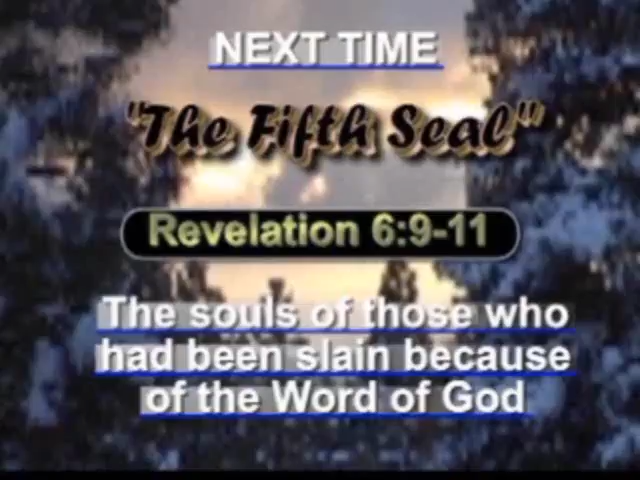 NEXT TIME
"The Fifth Seal"
Revelation 6:9-11
The souls of those who
had been slain because
of the Word of God